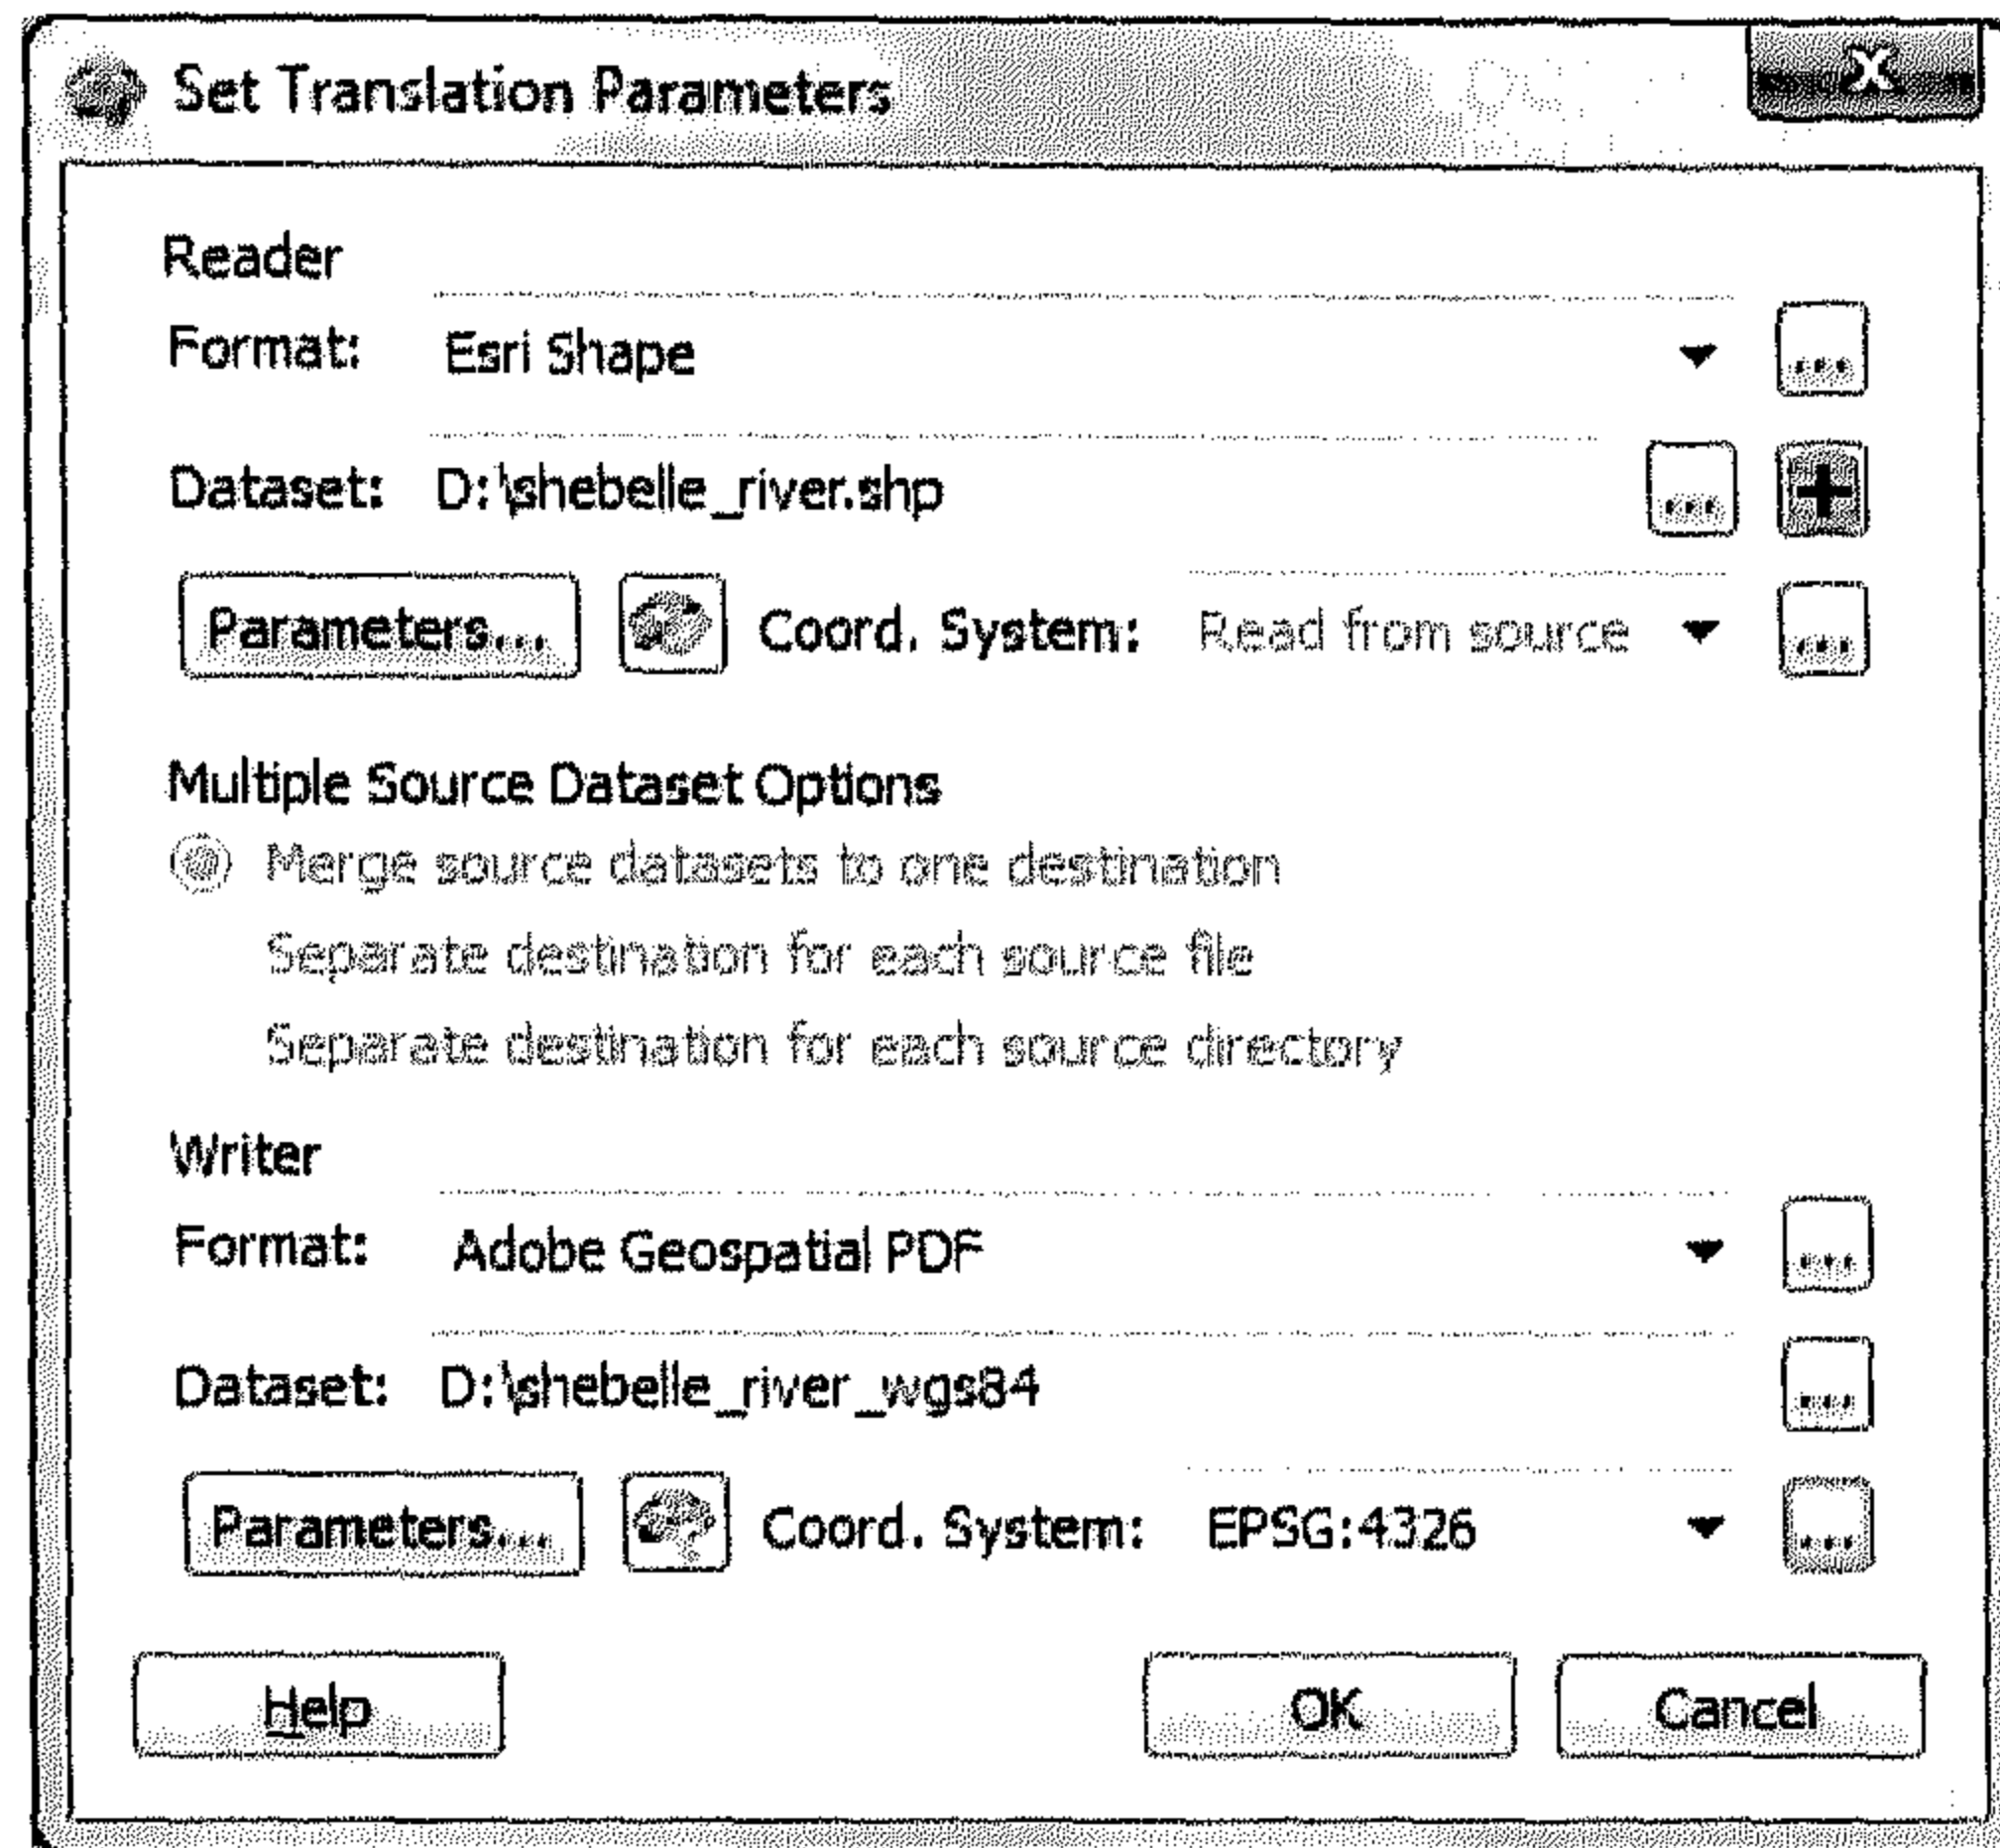 Set Translation Parameters
X
Reader
Format: Esri Shape ...
Dataset: D:\shebelle_river.shp ... +
Parameters... Coord. System: Read from source ...
Multiple Source Dataset Options
Merge source datasets to one destination
Separate destination for each source file
Separate destination for each source directory
Writer
Format: Adobe Geospatial PDF ...
Dataset: D:\shebelle_river_wgs84 ...
Parameters... Coord. System: EPSG:4326 ...
Help OK Cancel